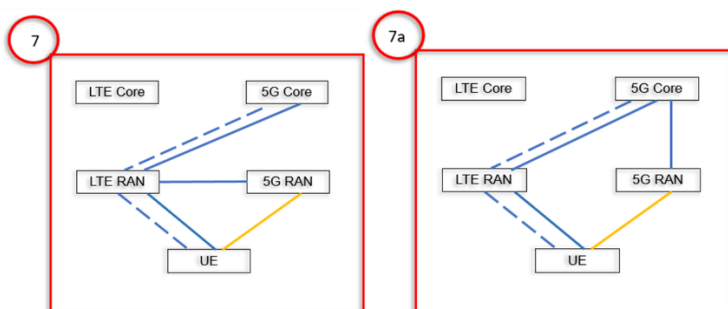 7
LTE Core
5G Core
LTE RAN
5G RAN
UE
7a
LTE Core
5G Core
LTE RAN
5G RAN
UE